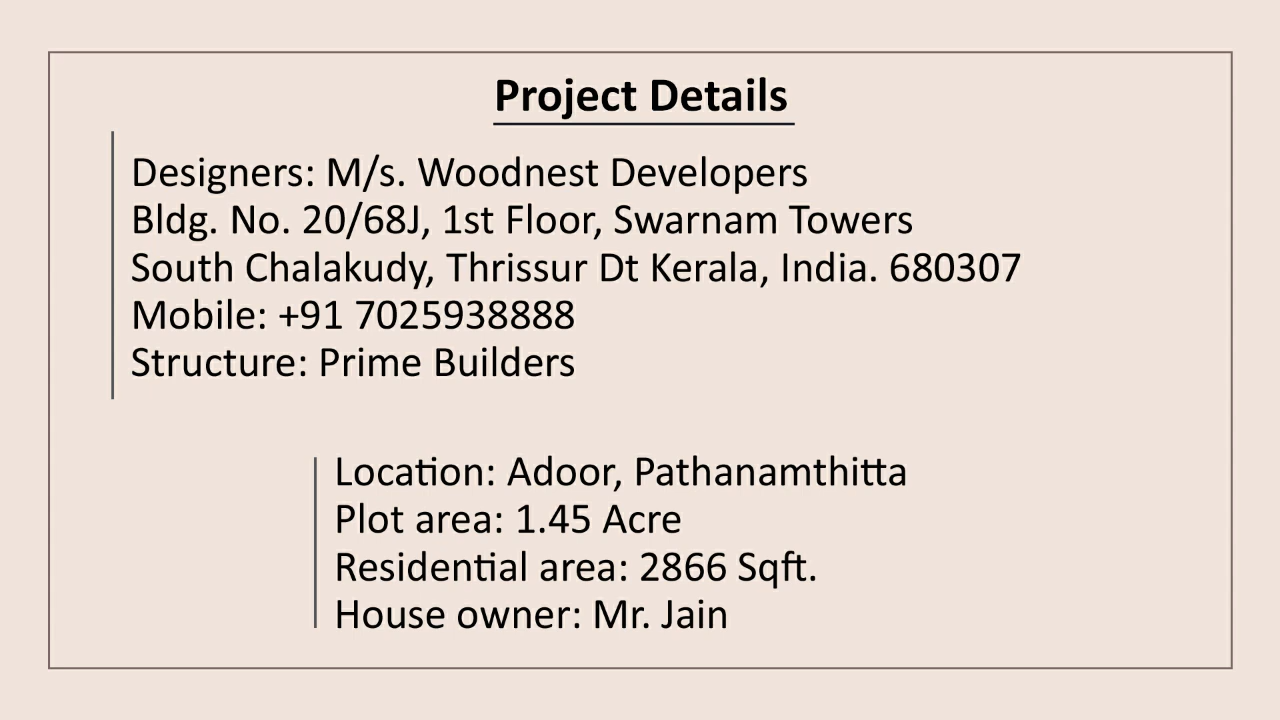 Project Details
Designers: M/s. Woodnest Developers
Bldg. No. 20/68J, 1st Floor, Swarnam Towers
South Chalakudy, Thrissur Dt Kerala, India. 680307
Mobile: +91 7025938888
Structure: Prime Builders
Location: Adoor, Pathanamthitta
Plot area: 1.45 Acre
Residential area: 2866 Sqft.
House owner: Mr. Jain